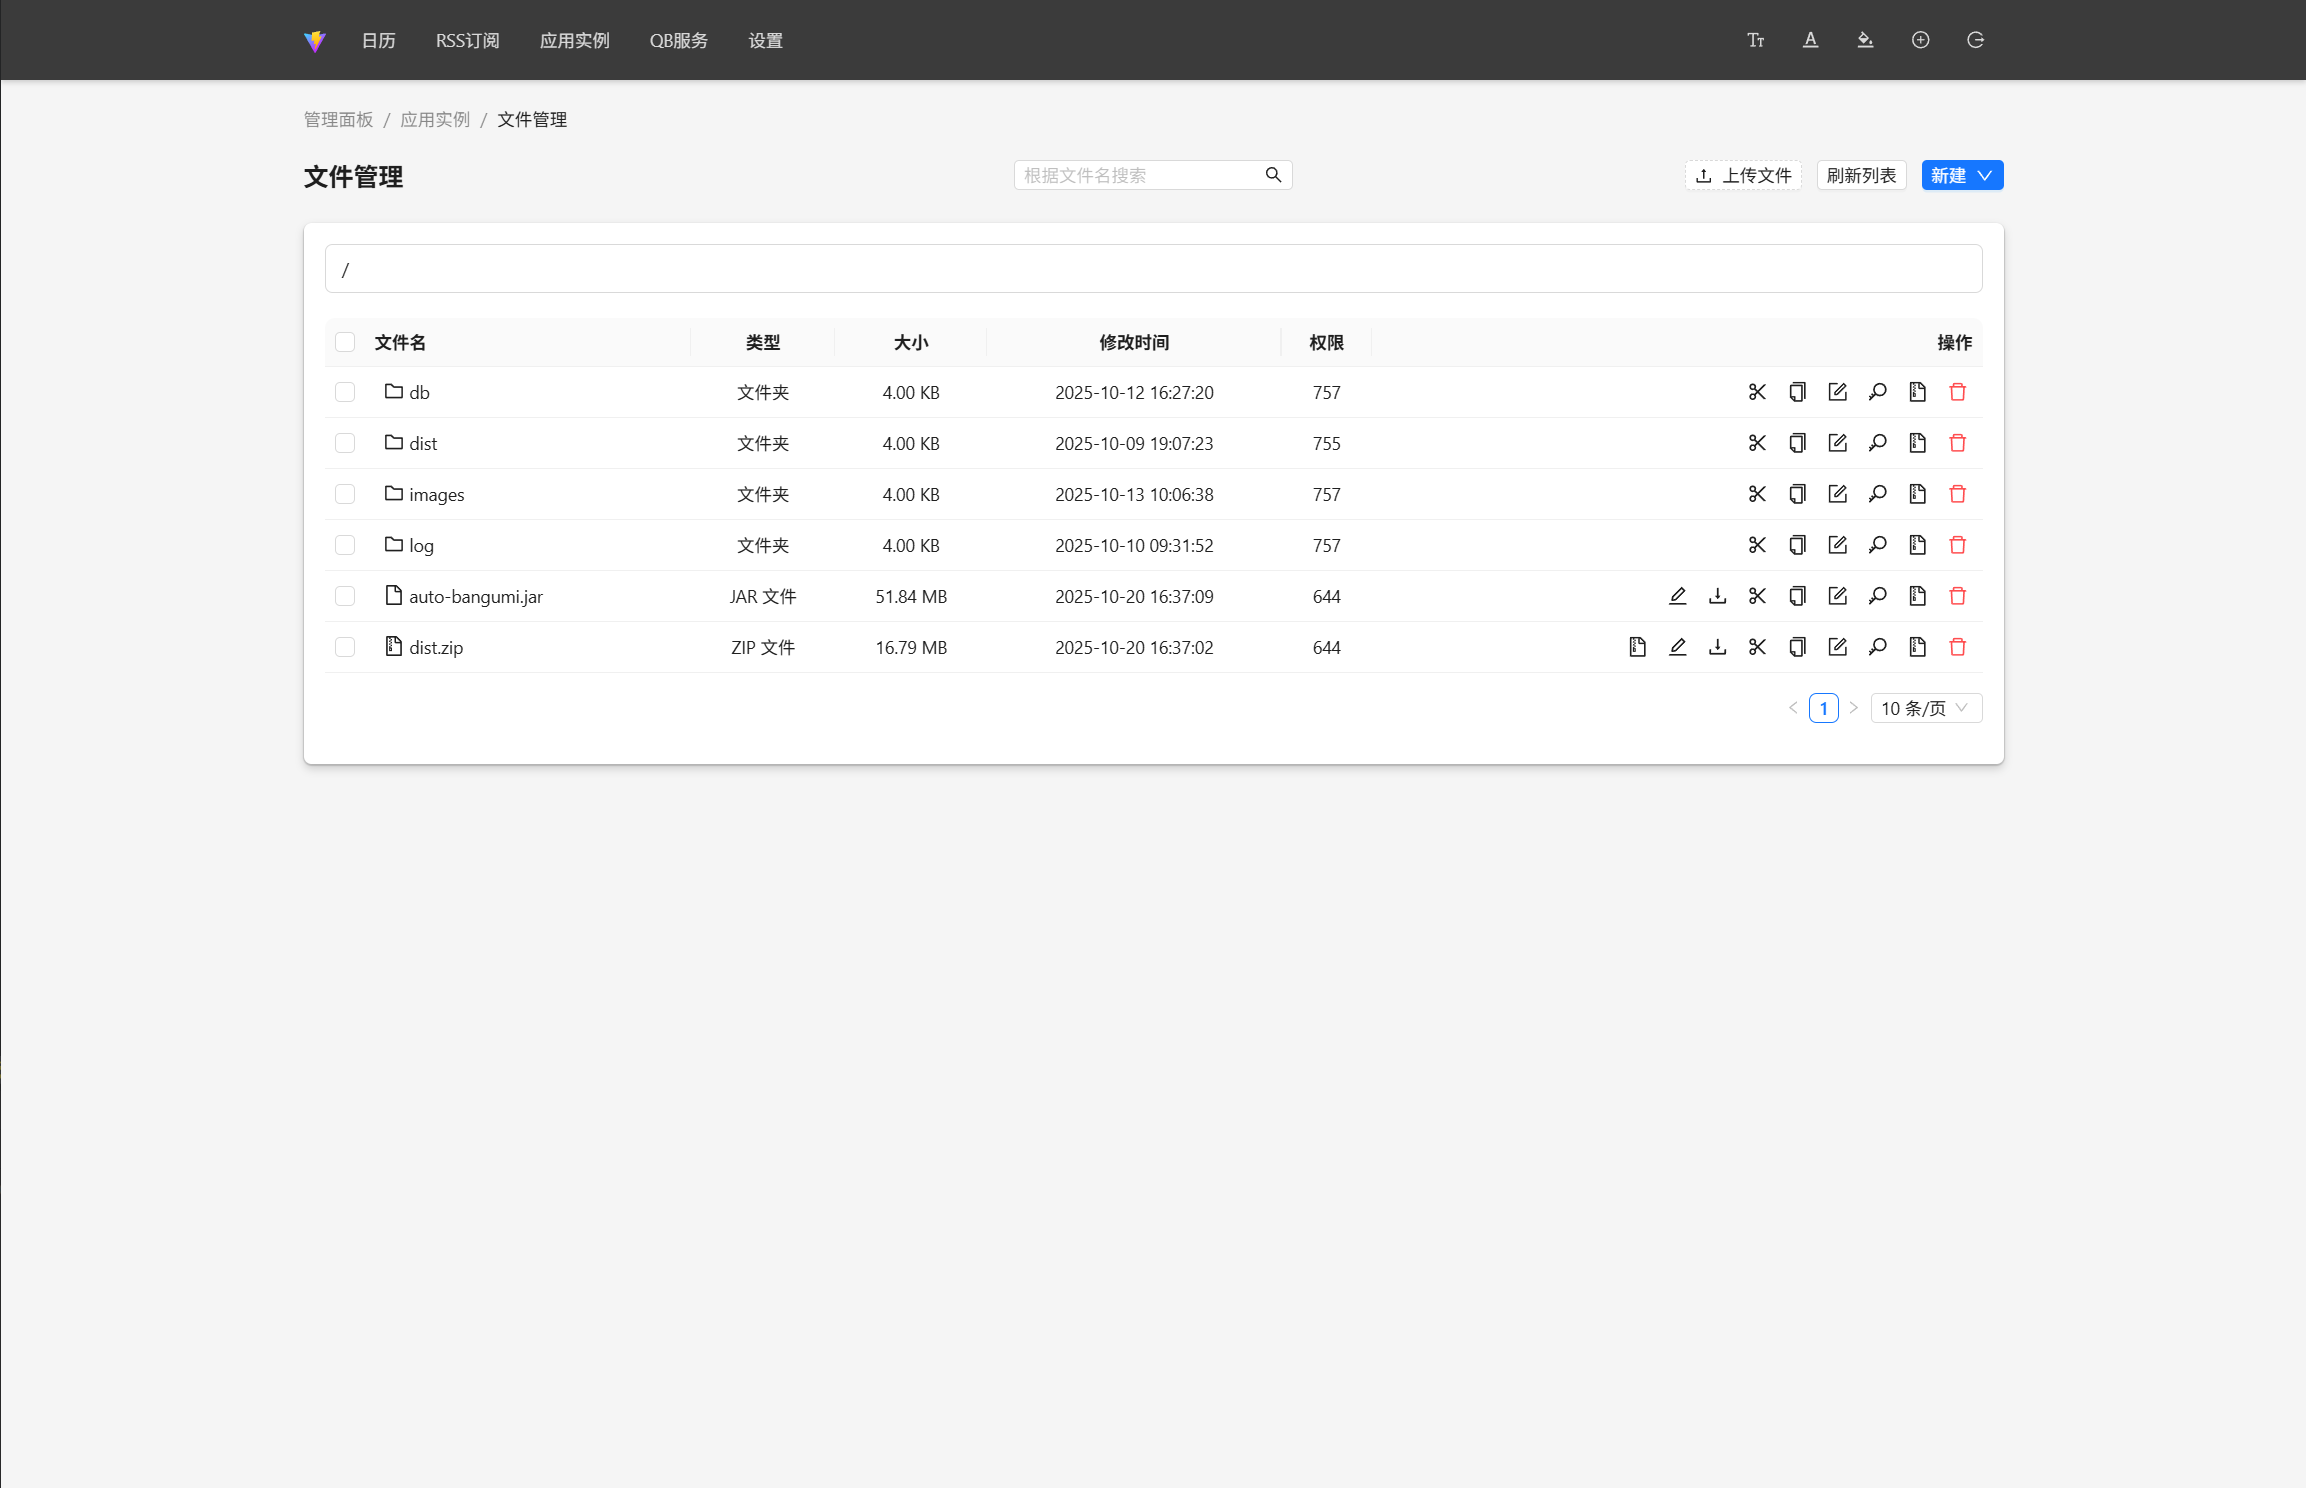 日历 RSS订阅 应用实例 QB服务 设置
管理面板 / 应用实例 / 文件管理
文件管理 根据文件名搜索 上传文件 刷新列表 新建
/
文件名 类型 大小 修改时间 权限 操作
db 文件夹 4.00 KB 2025-10-12 16:27:20 757
dist 文件夹 4.00 KB 2025-10-09 19:07:23 755
images 文件夹 4.00 KB 2025-10-13 10:06:38 757
log 文件夹 4.00 KB 2025-10-10 09:31:52 757
auto-bangumi.jar JAR 文件 51.84 MB 2025-10-20 16:37:09 644
dist.zip ZIP 文件 16.79 MB 2025-10-20 16:37:02 644
1 10 条/页